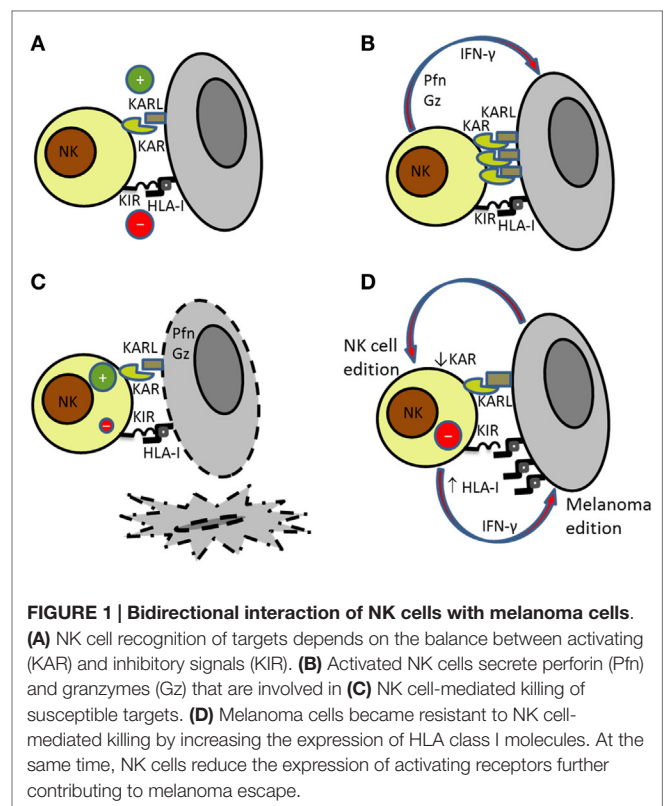 A
+
KARL
KAR
NK
KIR
HLA-I
−
B
IFN-γ
Pfn
Gz
KARL
KAR
NK
KIR
HLA-I
C
Pfn
Gz
KARL
+
KAR
NK
−
KIR
HLA-I
D
NK cell
edition
↓KAR
KARL
NK
−
KIR
↑ HLA-I
IFN-γ
Melanoma
edition
FIGURE 1 | Bidirectional interaction of NK cells with melanoma cells.
(A) NK cell recognition of targets depends on the balance between activating
(KAR) and inhibitory signals (KIR). (B) Activated NK cells secrete perforin (Pfn)
and granzymes (Gz) that are involved in (C) NK cell-mediated killing of
susceptible targets. (D) Melanoma cells became resistant to NK cell-
mediated killing by increasing the expression of HLA class I molecules. At the
same time, NK cells reduce the expression of activating receptors further
contributing to melanoma escape.